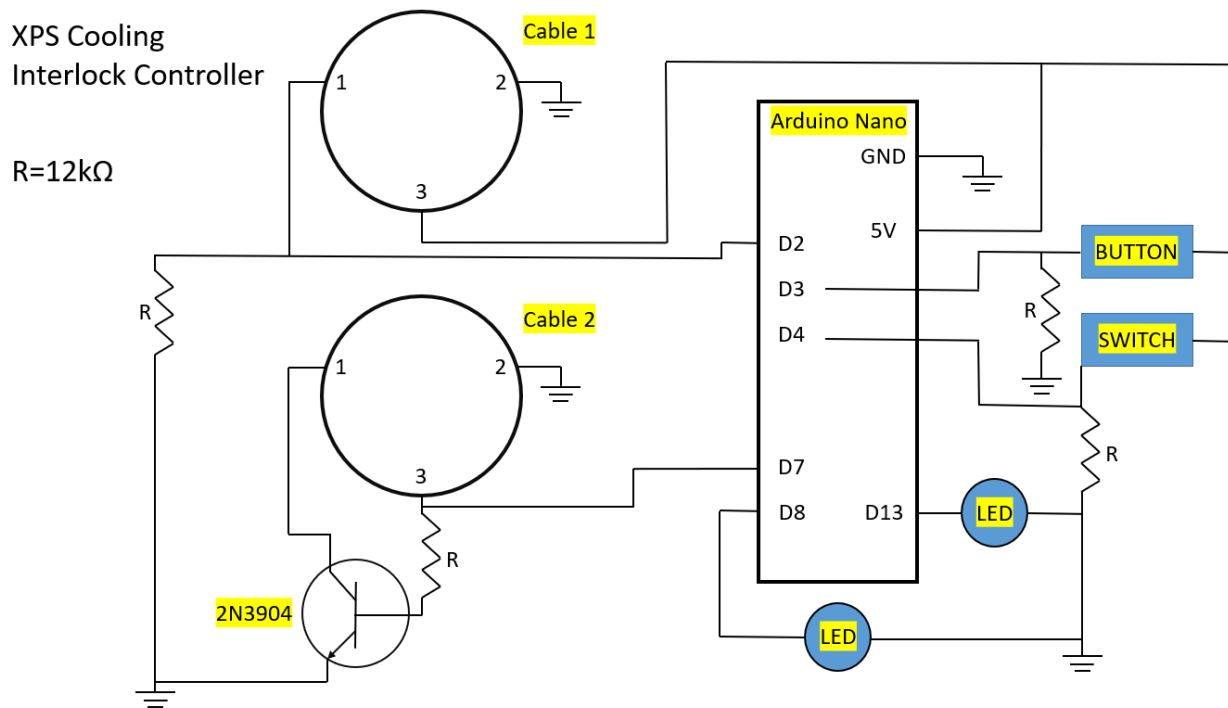 XPS Cooling
Interlock Controller
R=12kΩ
Cable 1
1
2
3
Arduino Nano
GND
5V
D2
D3
D4
D7
D8
D13
BUTTON
R
SWITCH
R
LED
LED
R
Cable 2
1
2
3
R
2N3904